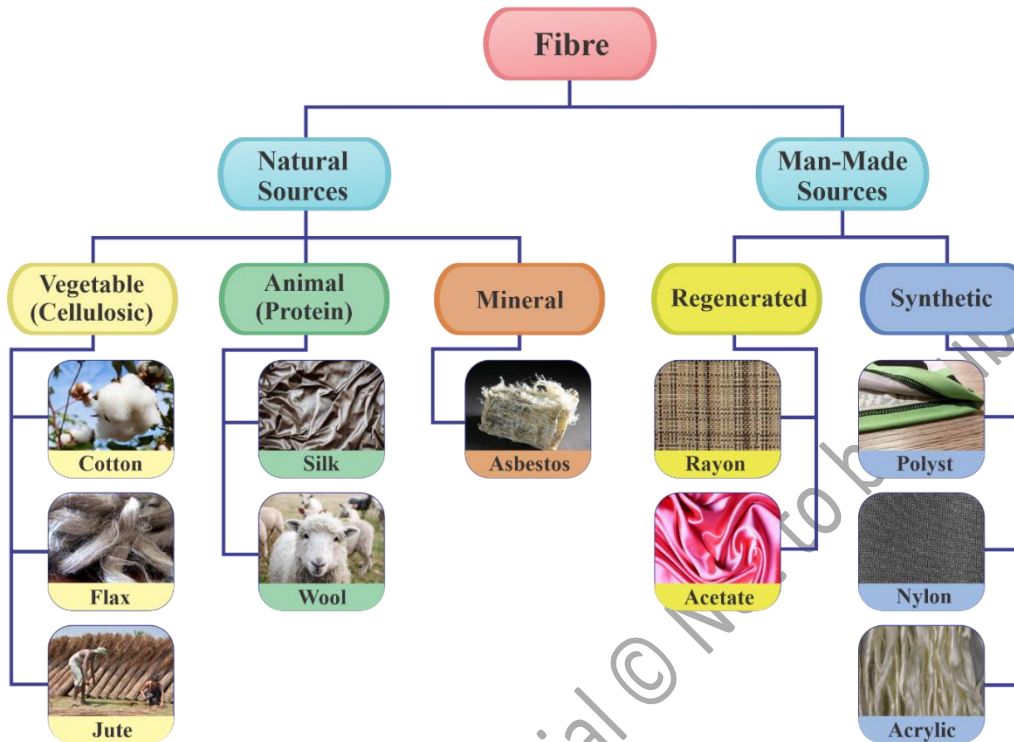 Fibre
Natural
Sources
Man-Made
Sources
Vegetable
(Cellulosic)
Animal
(Protein)
Mineral
Regenerated
Synthetic
Cotton
Silk
Asbestos
Rayon
Polyst
Flax
Wool
Acetate
Nylon
Jute
Acrylic
© N to b